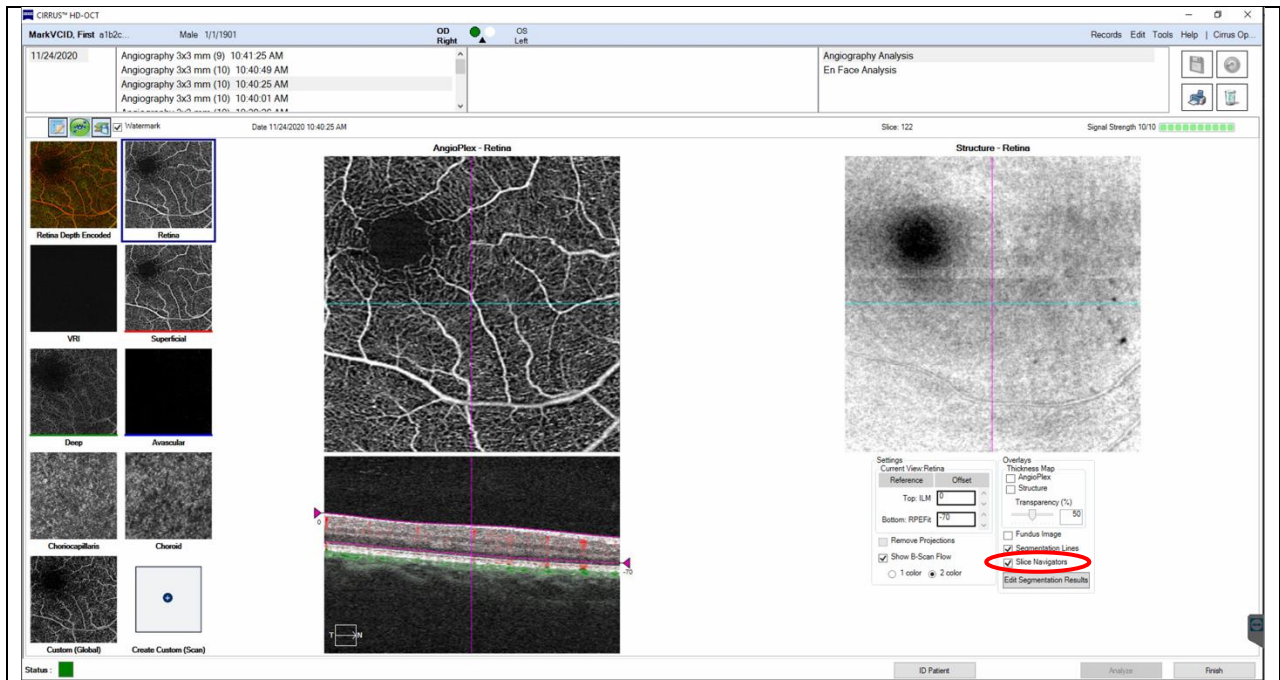 CIRRUS™ HD-OCT
MarkVCID, First a1b2c... Male 1/1/1901 OD Right OS Left Records Edit Tools Help | Cirrus Op...
11/24/2020
Angiography 3x3 mm (9) 10:41:25 AM
Angiography 3x3 mm (10) 10:40:49 AM
Angiography 3x3 mm (10) 10:40:25 AM
Angiography 3x3 mm (10) 10:40:01 AM
Angiography Analysis
En Face Analysis
Watermark Date 11/24/2020 10:40:25 AM Slice: 122 Signal Strength 10/10
Retina Depth Encoded Retina
VRI Superficial
Deep Avascular
Choriocapillaris Choroid
Custom (Global) Create Custom (Scan)
AngioPlex - Retina
0
-70
T N
Structure - Retina
Settings
Current View:Retina
Reference Offset
Top: ILM 0
Bottom: RPEFit -70
Remove Projections
Show B-Scan Flow
1 color 2 color
Overlays
Thickness Map
AngioPlex
Structure
Transparency (%)
50
Fundus Image
Segmentation Lines
Slice Navigators
Edit Segmentation Results
Status : ID Patient Analyze Finish